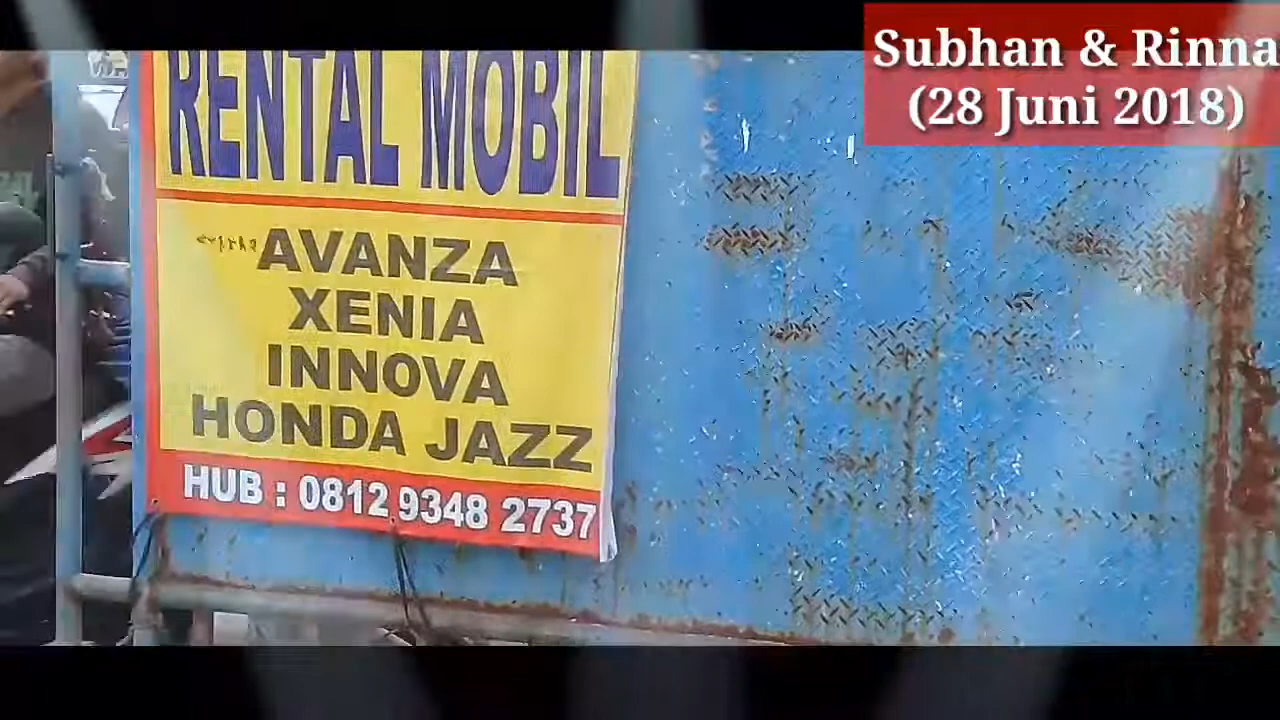 Subhan & Rinna
(28 Juni 2018)
RENTAL MOBIL
AVANZA
XENIA
INNOVA
HONDA JAZZ
HUB : 0812 9348 2737